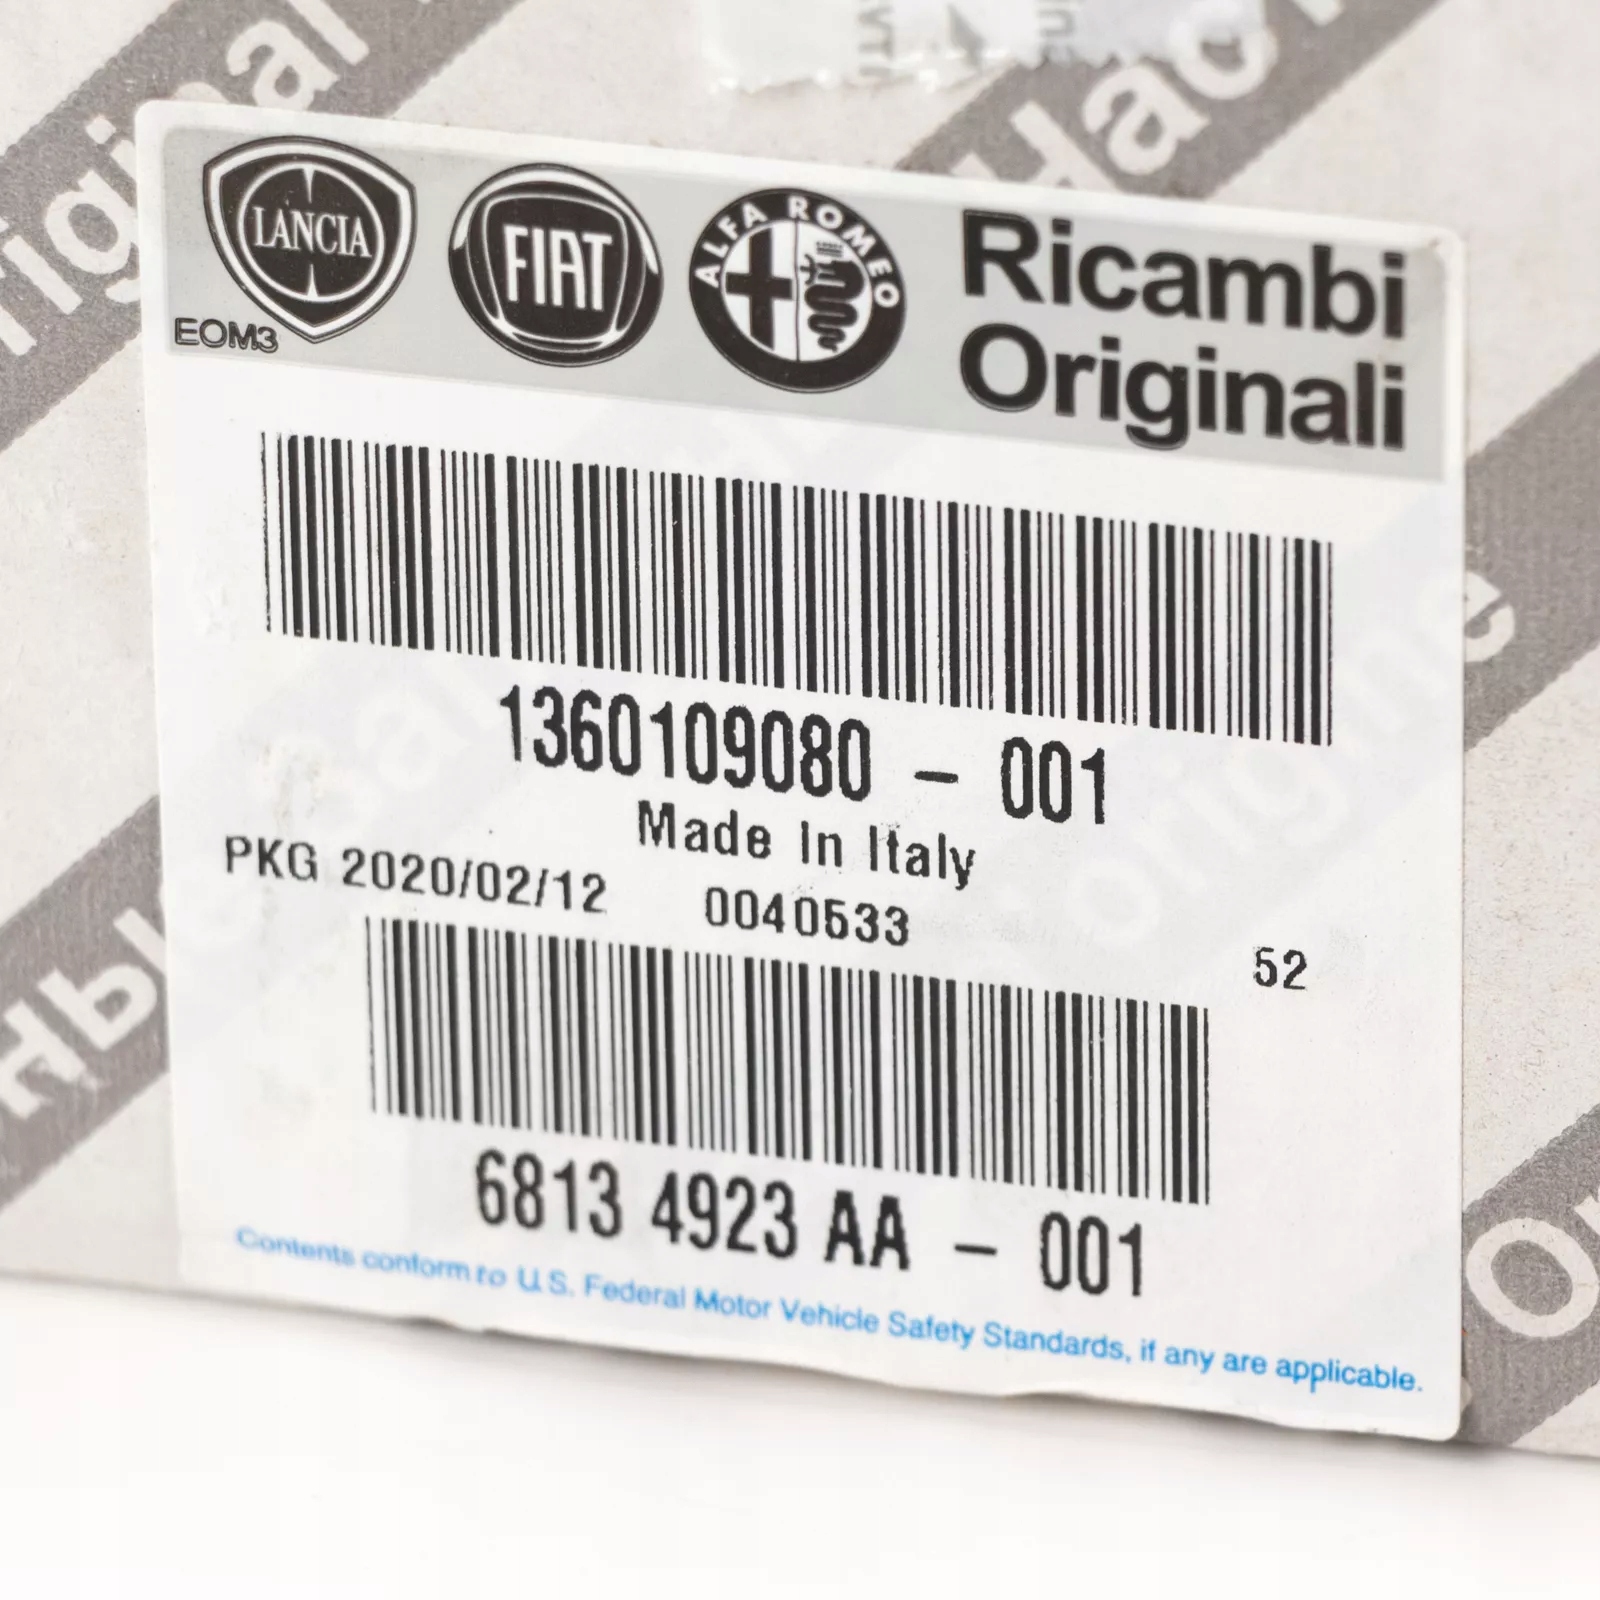 LANCIA
FIAT
ALFA ROMEO
Ricambi
Originali
EOM3
1360109080 - 001
Made In Italy
PKG 2020/02/12 0040533
52
6813 4923 AA - 001
Contents conform to U.S. Federal Motor Vehicle Safety Standards, if any are applicable.